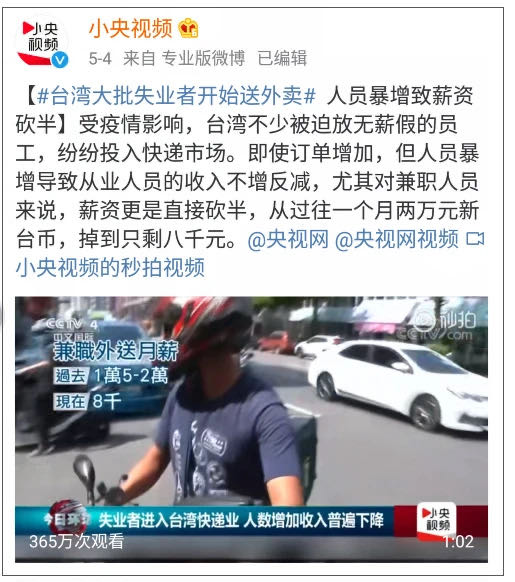 小央
视频
小央视频
5-4 来自 专业版微博 已编辑
【#台湾大批失业者开始送外卖# 人员暴增致薪资
砍半】受疫情影响，台湾不少被迫放无薪假的员
工，纷纷投入快递市场。即使订单增加，但人员暴
增导致从业人员的收入不增反减，尤其对兼职人员
来说，薪资更是直接砍半，从过往一个月两万元新
台币，掉到只剩八千元。@央视网 @央视网视频
小央视频的秒拍视频
CCTV 4
中文国际
秒拍
兼職外送月薪
過去 1萬5-2萬
現在 8千
今日环球
失业者进入台湾快递业 人数增加收入普遍下降
小央
视频
365万次观看
1:02